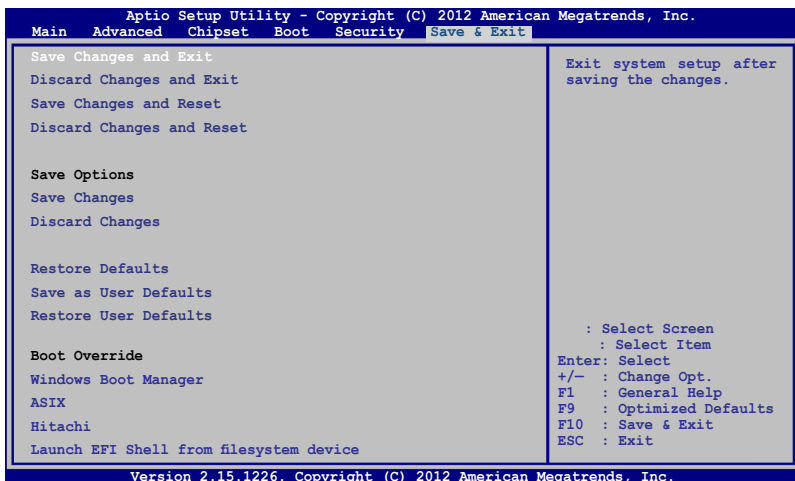 Aptio Setup Utility - Copyright (C) 2012 American Megatrends, Inc.
Main Advanced Chipset Boot Security Save & Exit
Save Changes and Exit
Discard Changes and Exit
Save Changes and Reset
Discard Changes and Reset
Save Options
Save Changes
Discard Changes
Restore Defaults
Save as User Defaults
Restore User Defaults
Boot Override
Windows Boot Manager
ASIX
Hitachi
Launch EFI Shell from filesystem device
Exit system setup after
saving the changes.
: Select Screen
: Select Item
Enter: Select
+/— : Change Opt.
F1 : General Help
F9 : Optimized Defaults
F10 : Save & Exit
ESC : Exit
Version 2.15.1226. Copyright (C) 2012 American Megatrends, Inc.